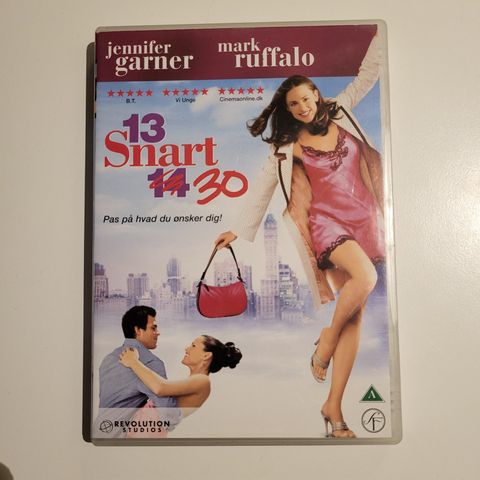 jennifer garner
mark ruffalo
★★★★★ ★★★★★ ★★★★★
B.T. Vi Unge Cinemaonline.dk
13
Snart
14 30
Pas på hvad du ønsker dig!
REVOLUTION
STUDIOS
A
SF